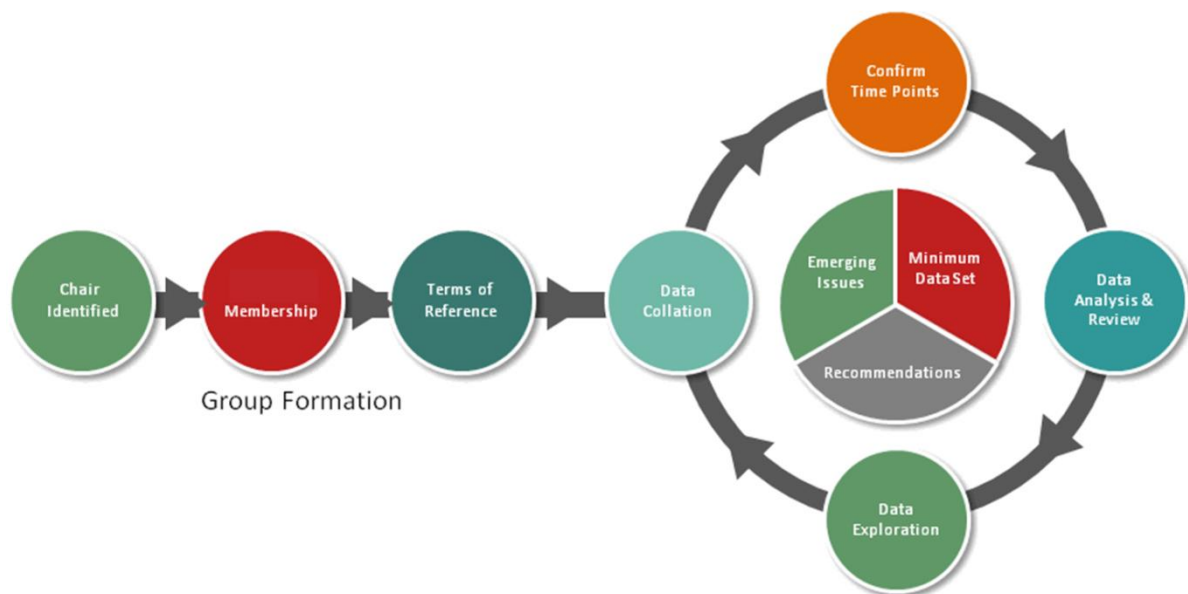 Confirm
Time Points
Emerging
Issues
Minimum
Data Set
Chair
Identified
Membership
Terms of
Reference
Data
Collation
Data
Analysis &
Review
Recommendations
Group Formation
Data
Exploration